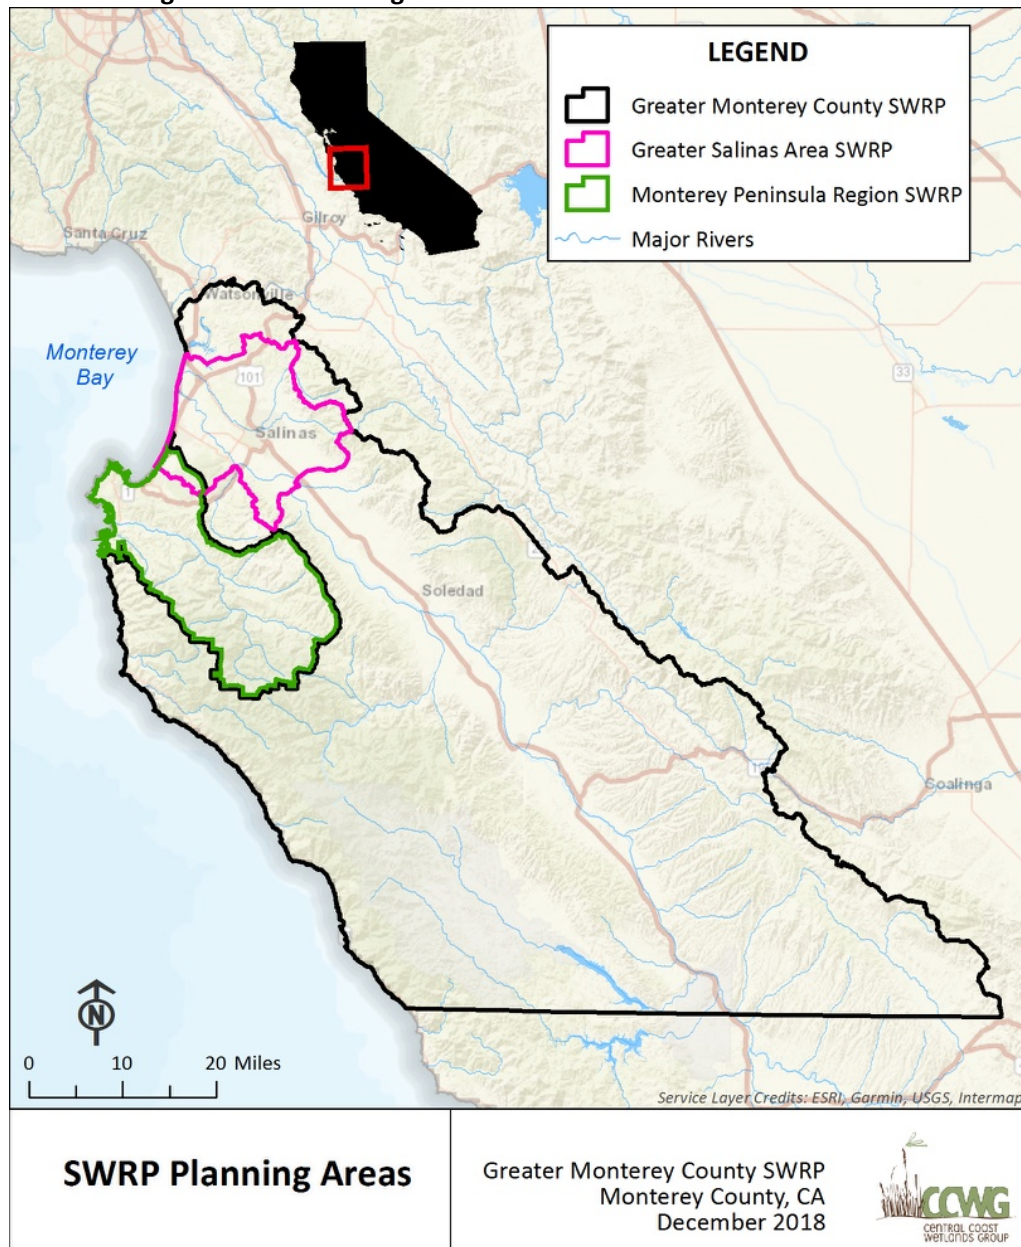 LEGEND
Greater Monterey County SWRP
Greater Salinas Area SWRP
Monterey Peninsula Region SWRP
Major Rivers
Gilroy
Santa Cruz
Watsonville
Monterey
Bay
101
33
Salinas
1
Soledad
Coalinga
N
0 10 20 Miles
Service Layer Credits: ESRI, Garmin, USGS, Intermap
SWRP Planning Areas
Greater Monterey County SWRP
Monterey County, CA
December 2018
CCWG
CENTRAL COAST
WETLANDS GROUP